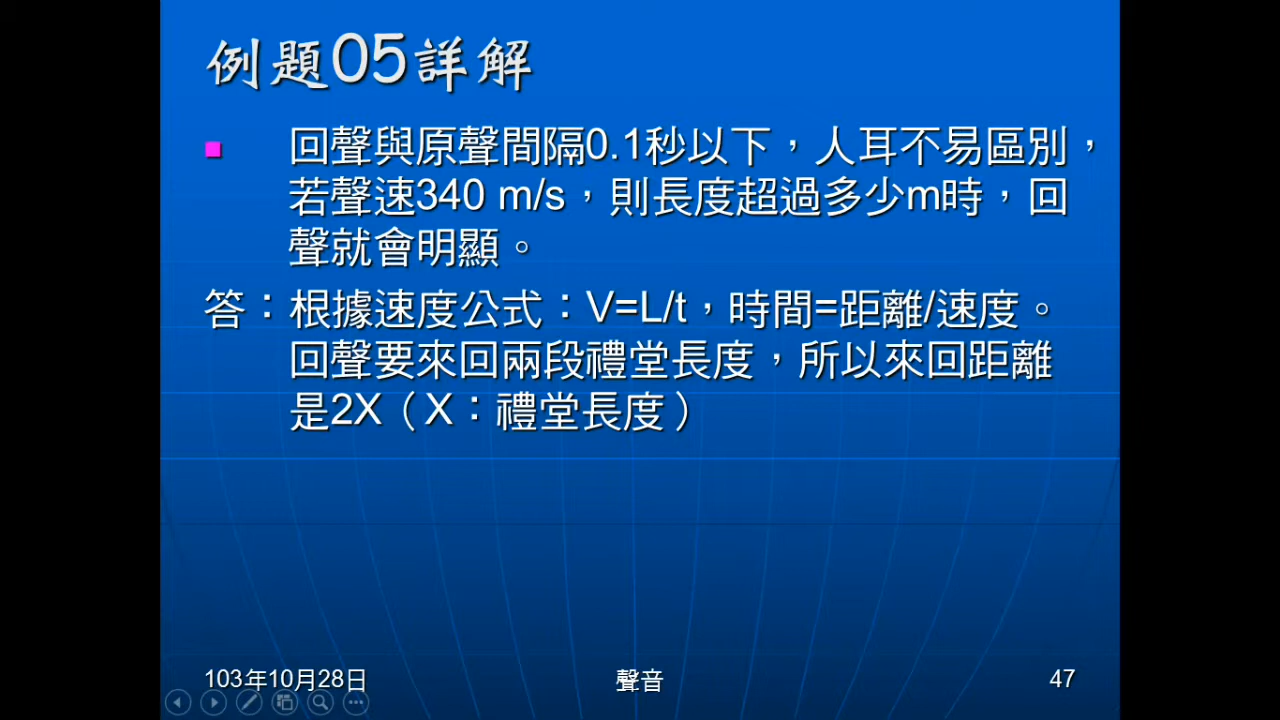 例題05詳解
回聲與原聲間隔0.1秒以下，人耳不易區別，
若聲速340 m/s，則長度超過多少m時，回
聲就會明顯。
答：根據速度公式：V=L/t，時間=距離/速度。
回聲要來回兩段禮堂長度，所以來回距離
是2X（X：禮堂長度）
103年10月28日
聲音
47